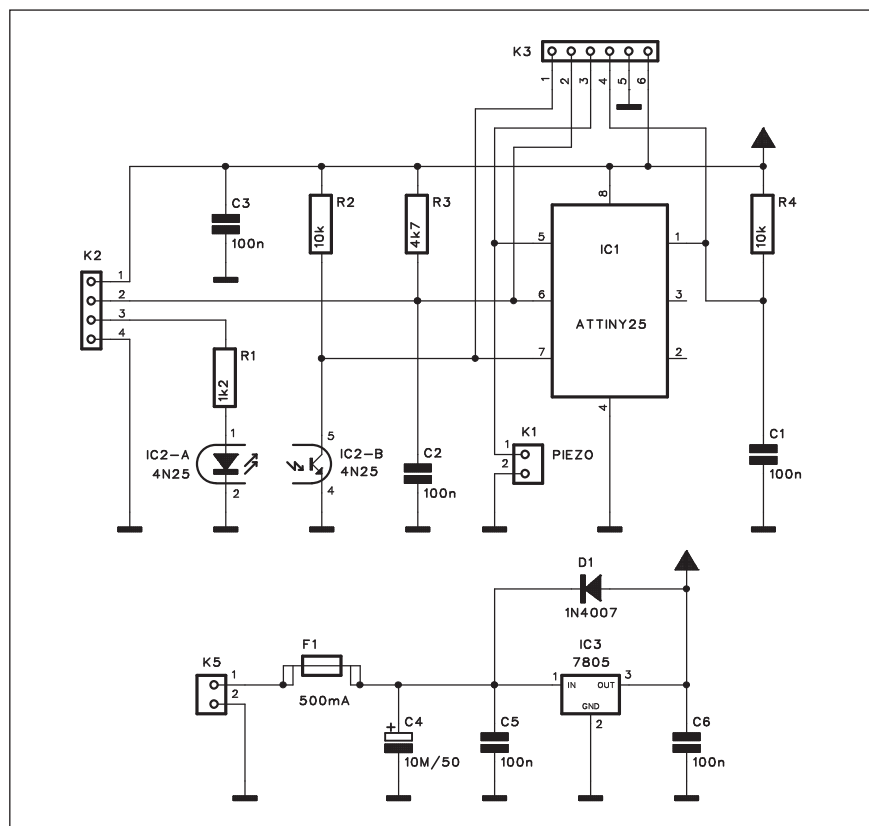 K3
1 2 3 4 5 6
C3
100n
R2
10k
R3
4k7
8
IC1
ATTINY25
5
6
7
1
3
2
4
R4
10k
K2
1
2
3
4
R1
1k2
IC2-A
4N25
1
2
5
4
IC2-B
4N25
C2
100n
K1
1
2
PIEZO
C1
100n
D1
1N4007
F1
500mA
K5
1
2
IC3
7805
1
IN
OUT
3
GND
2
+
C4
10M/50
C5
100n
C6
100n